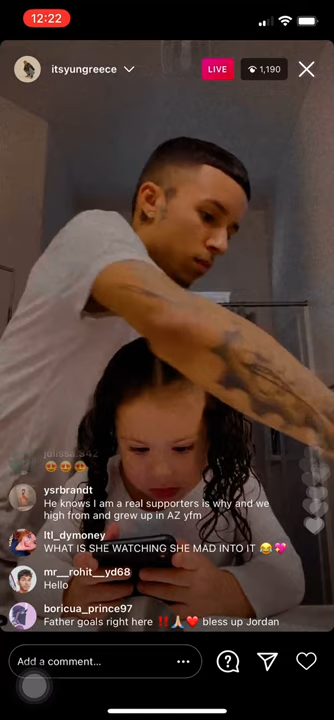 12:22
itsyungreece
LIVE
1,190
julissa.842
😍😍😍
ysrbrandt
He knows I am a real supporters is why and we
high from and grew up in AZ yfm
ltl_dymoney
WHAT IS SHE WATCHING SHE MAD INTO IT 😂💖
mr__rohit__yd68
Hello
boricua_prince97
Father goals right here ‼️🙏🏼❤️ bless up Jordan
Add a comment...